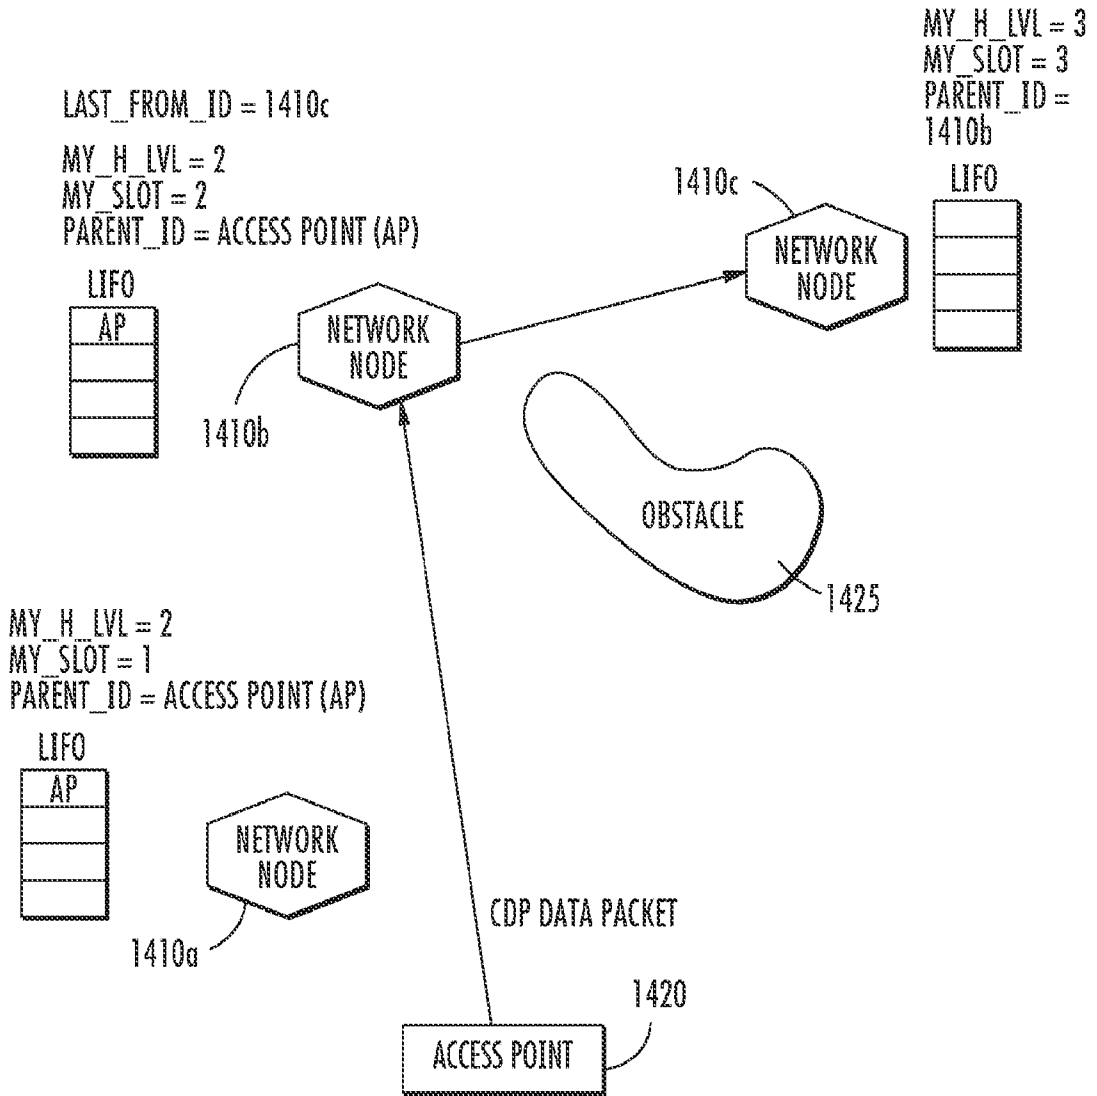 MY_H_LVL = 3
MY_SLOT = 3
PARENT_ID =
1410b
LIFO
LAST_FROM_ID = 1410c
MY_H_LVL = 2
MY_SLOT = 2
PARENT_ID = ACCESS POINT (AP)
LIFO
AP
1410c
NETWORK
NODE
NETWORK
NODE
1410b
OBSTACLE
1425
MY_H_LVL = 2
MY_SLOT = 1
PARENT_ID = ACCESS POINT (AP)
LIFO
AP
NETWORK
NODE
1410a
CDP DATA PACKET
1420
ACCESS POINT